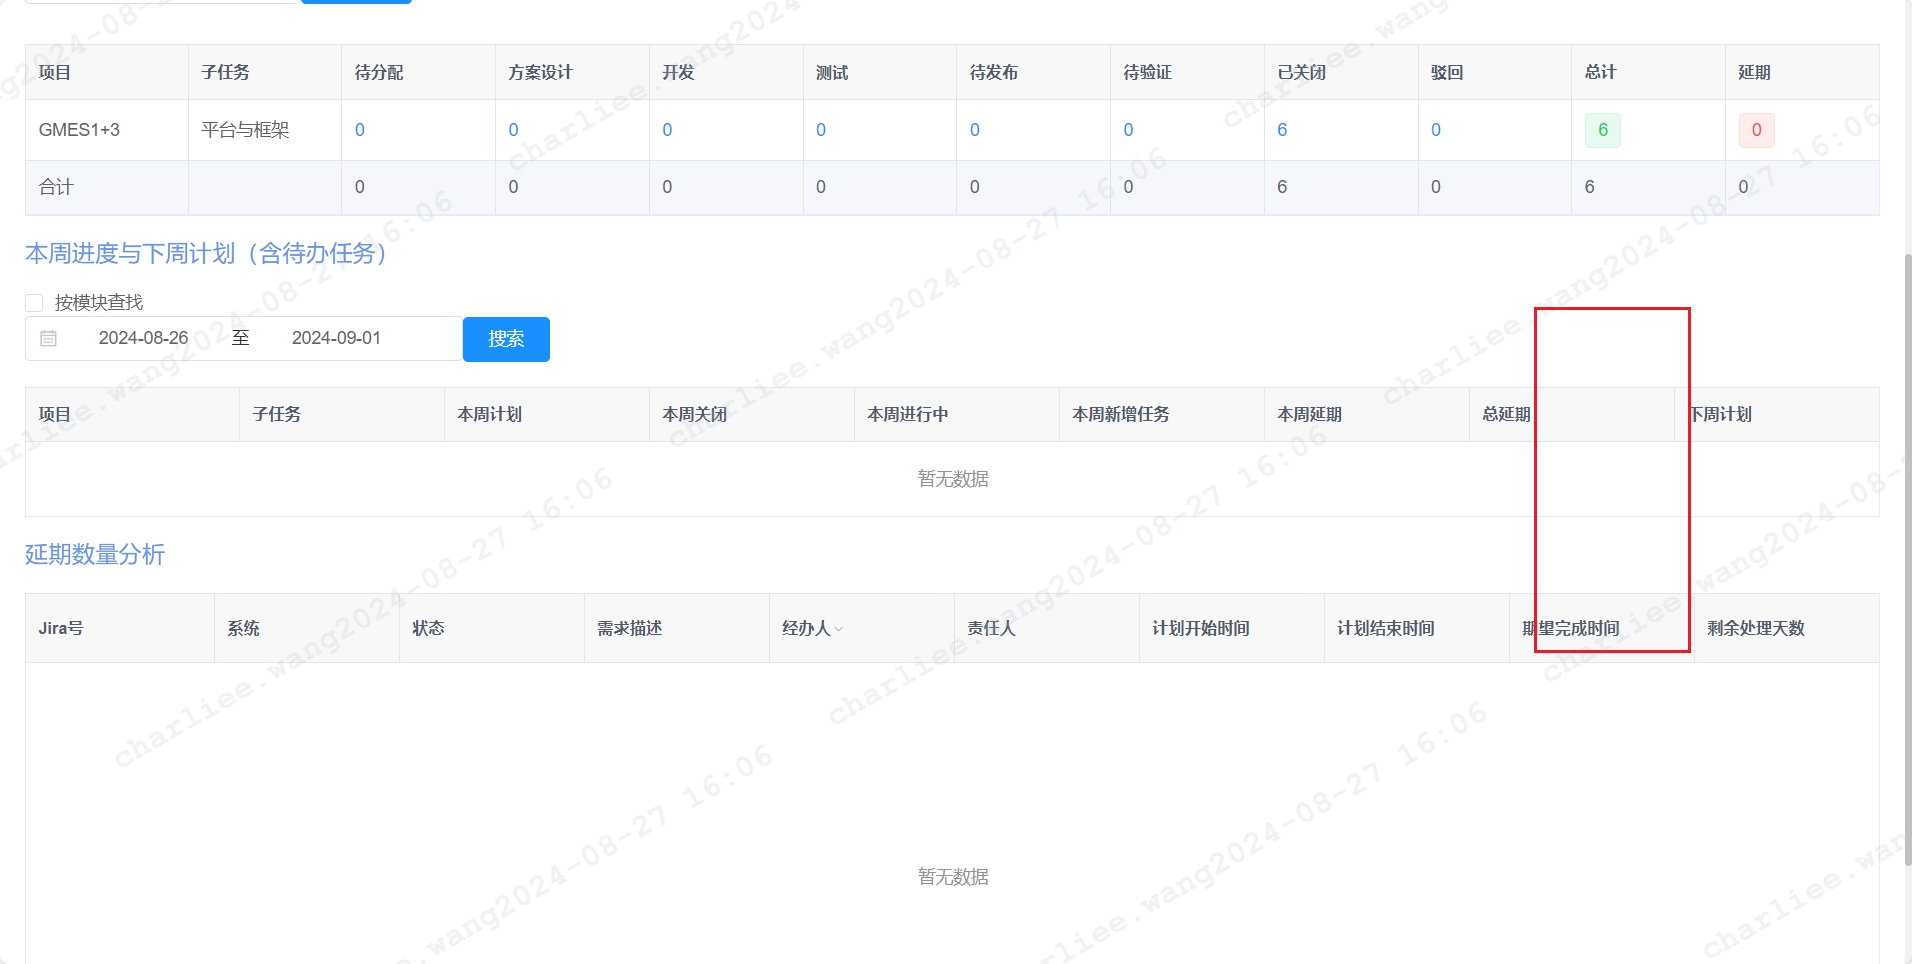 项目 子任务 待分配 方案设计 开发 测试 待发布 待验证 已关闭 驳回 总计 延期
GMES1+3 平台与框架 0 0 0 0 0 0 6 0 6 0
合计 0 0 0 0 0 0 6 0 6 0
本周进度与下周计划（含待办任务）
按模块查找
2024-08-26 至 2024-09-01 搜索
项目 子任务 本周计划 本周关闭 本周进行中 本周新增任务 本周延期 总延期 下周计划
暂无数据
延期数量分析
Jira号 系统 状态 需求描述 经办人 责任人 计划开始时间 计划结束时间 期望完成时间 剩余处理天数
暂无数据
charliee.wang2024-08-27 16:06